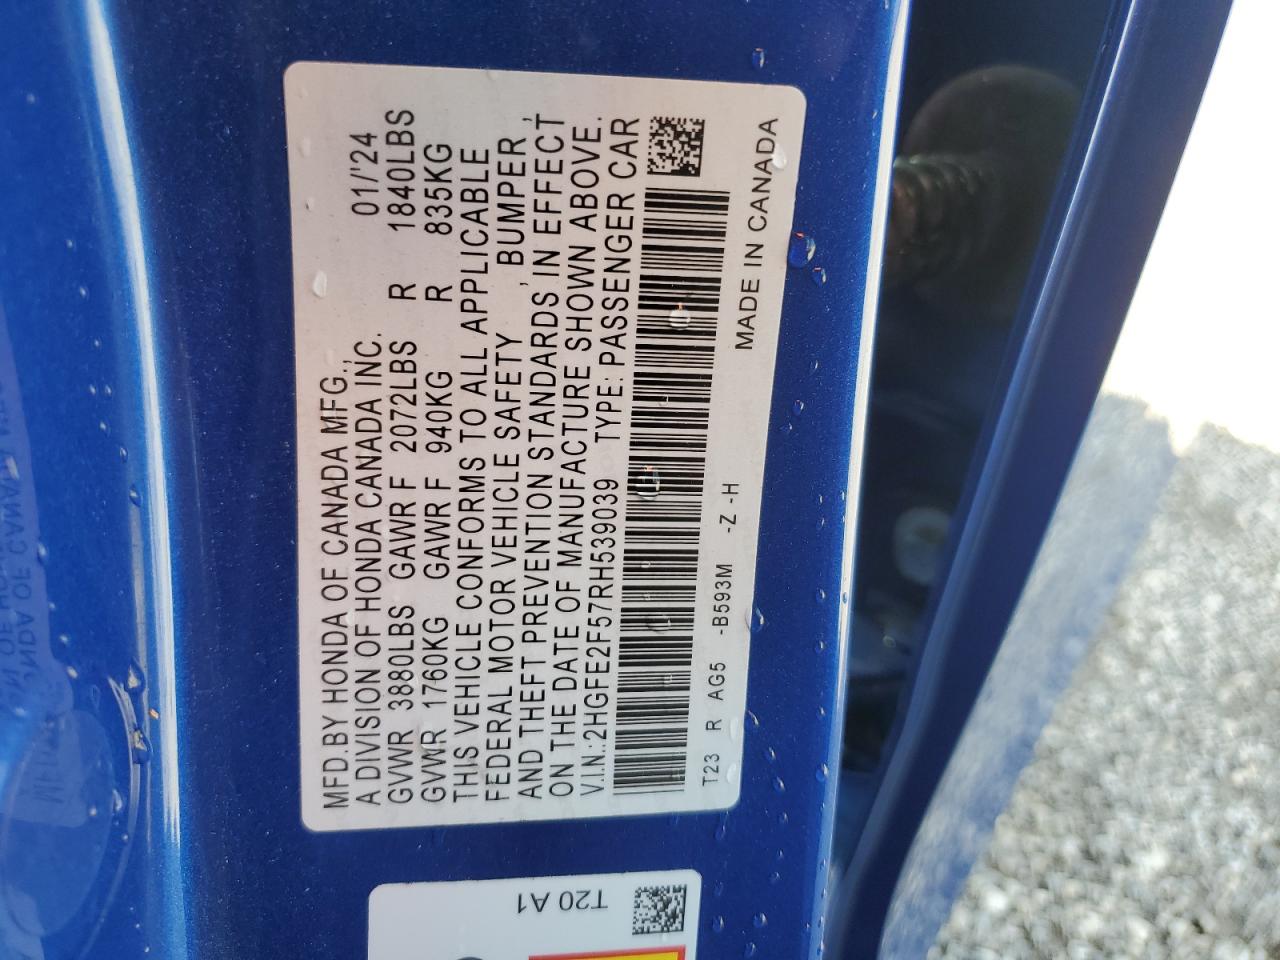 MFD.BY HONDA OF CANADA MFG.,
A DIVISION OF HONDA CANADA INC. 01/'24
GVWR 3880LBS GAWR F 2072LBS R 1840LBS
GVWR 1760KG GAWR F 940KG R 835KG
THIS VEHICLE CONFORMS TO ALL APPLICABLE
FEDERAL MOTOR VEHICLE SAFETY , BUMPER ,
AND THEFT PREVENTION STANDARDS IN EFFECT
ON THE DATE OF MANUFACTURE SHOWN ABOVE.
V.I.N.:2HGFE2F57RH539039 TYPE: PASSENGER CAR
T23 R AG5 -B593M -Z -H
MADE IN CANADA
T20 A1